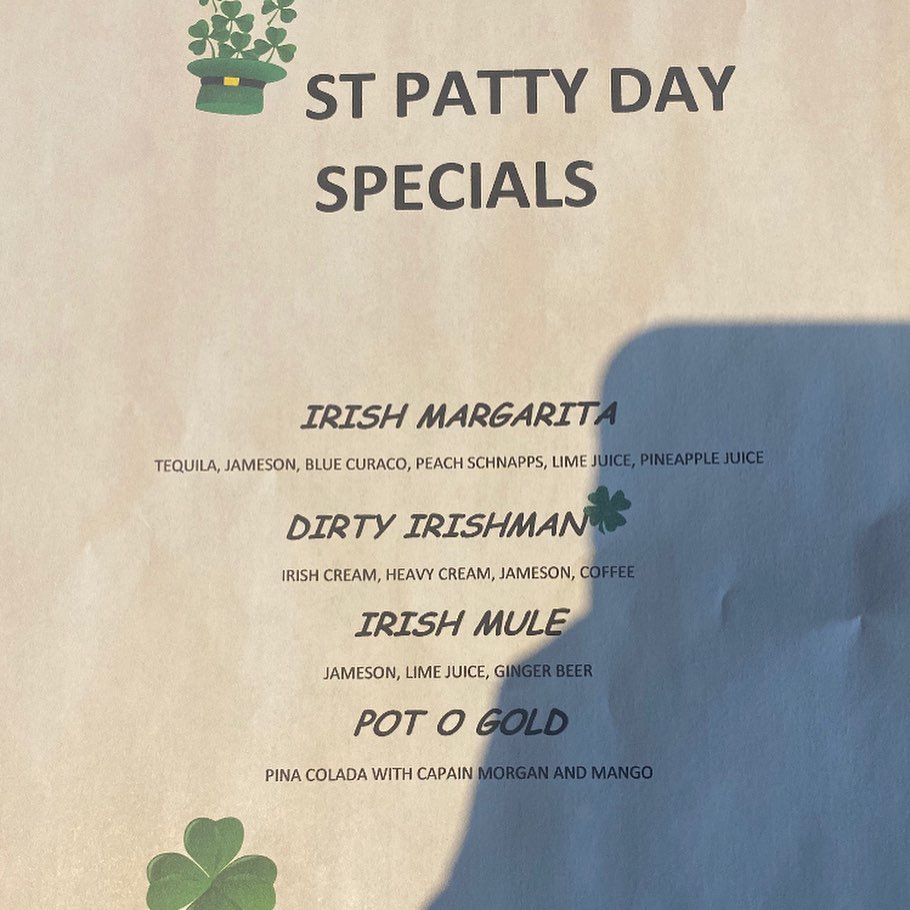 ST PATTY DAY
SPECIALS
IRISH MARGARITA
TEQUILA, JAMESON, BLUE CURACO, PEACH SCHNAPPS, LIME JUICE, PINEAPPLE JUICE
DIRTY IRISHMAN
IRISH CREAM, HEAVY CREAM, JAMESON, COFFEE
IRISH MULE
JAMESON, LIME JUICE, GINGER BEER
POT O GOLD
PINA COLADA WITH CAPAIN MORGAN AND MANGO